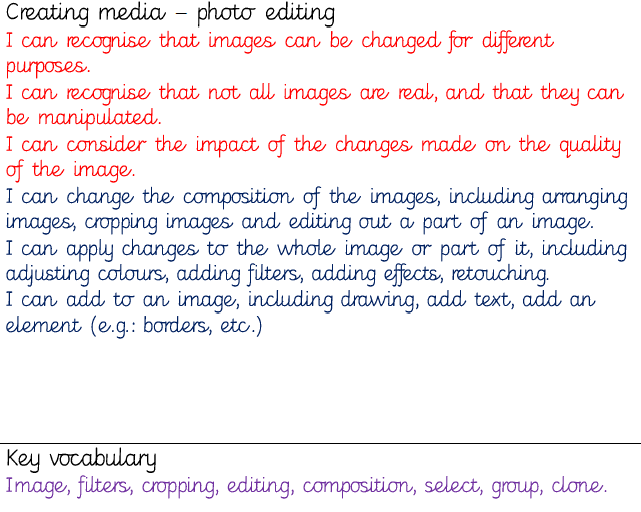 Creating media – photo editing
I can recognise that images can be changed for different
purposes.
I can recognise that not all images are real, and that they can
be manipulated.
I can consider the impact of the changes made on the quality
of the image.
I can change the composition of the images, including arranging
images, cropping images and editing out a part of an image.
I can apply changes to the whole image or part of it, including
adjusting colours, adding filters, adding effects, retouching.
I can add to an image, including drawing, add text, add an
element (e.g.: borders, etc.)
Key vocabulary
Image, filters, cropping, editing, composition, select, group, clone.